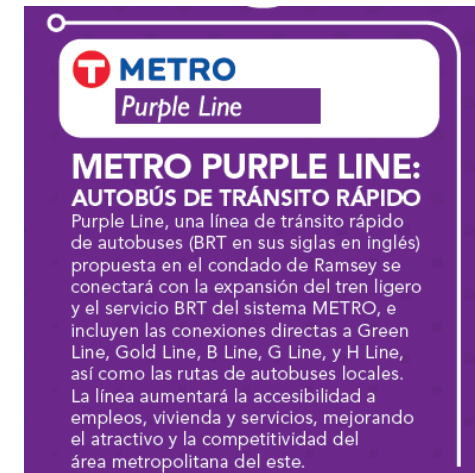 T METRO
Purple Line
METRO PURPLE LINE:
AUTOBÚS DE TRÁNSITO RÁPIDO
Purple Line, una línea de tránsito rápido
de autobuses (BRT en sus siglas en inglés)
propuesta en el condado de Ramsey se
conectará con la expansión del tren ligero
y el servicio BRT del sistema METRO, e
incluyen las conexiones directas a Green
Line, Gold Line, B Line, G Line, y H Line,
así como las rutas de autobuses locales.
La línea aumentará la accesibilidad a
empleos, vivienda y servicios, mejorando
el atractivo y la competitividad del
área metropolitana del este.